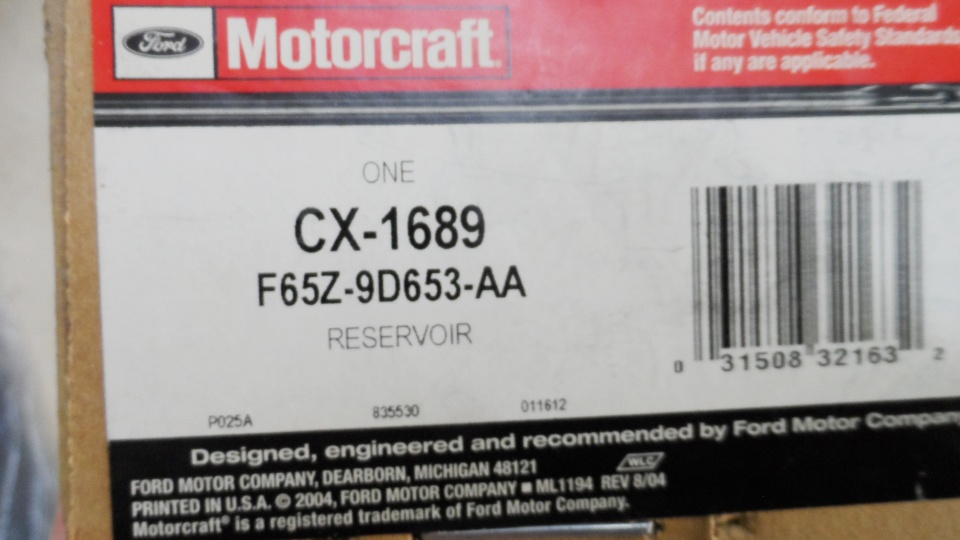 Ford Motorcraft®
Contents conform to Federal
Motor Vehicle Safety Standards,
if any are applicable.
ONE
CX-1689
F65Z-9D653-AA
RESERVOIR
0 31508 32163 2
P025A 835530 011612
Designed, engineered and recommended by Ford Motor Company
FORD MOTOR COMPANY, DEARBORN, MICHIGAN 48121 WLC
PRINTED IN U.S.A. © 2004, FORD MOTOR COMPANY ■ ML1194 REV 8/04
Motorcraft® is a registered trademark of Ford Motor Company.